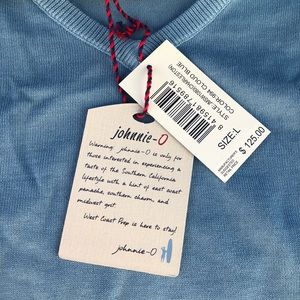 johnnie-O
Warning: johnnie-O is only for
those interested in experiencing a
taste of the Southern California
lifestyle with a hint of east coast
panache, southern charm, and
midwest grit.
West Coast Prep is here to stay!
johnnie-O
COLOR:994 CLOUD BLUE
SIZE:L
$ 125.00